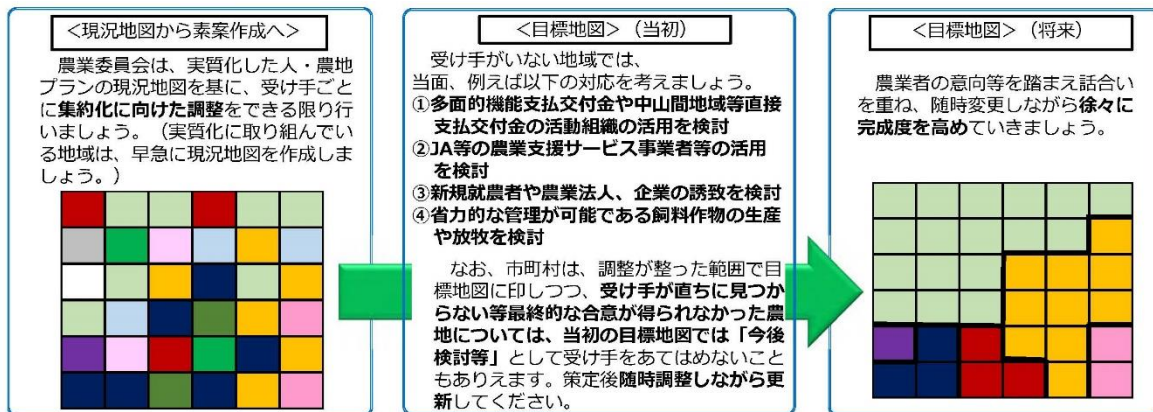 ＜現況地図から素案作成へ＞
農業委員会は、実質化した人・農地
プランの現況地図を基に、受け手ごと
に集約化に向けた調整をできる限り行
いましょう。（実質化に取り組んでい
る地域は、早急に現況地図を作成しま
しょう。）
＜目標地図＞（当初）
受け手がいない地域では、
当面、例えば以下の対応を考えましょう。
①多面的機能支払交付金や中山間地域等直接
支払交付金の活動組織の活用を検討
②JA等の農業支援サービス事業者等の活用
を検討
③新規就農者や農業法人、企業の誘致を検討
④省力的な管理が可能である飼料作物の生産
や放牧を検討
なお、市町村は、調整が整った範囲で目
標地図に印しつつ、受け手が直ちに見つか
らない等最終的な合意が得られなかった農
地については、当初の目標地図では「今後
検討等」として受け手をあてはめないこと
もありえます。策定後随時調整しながら更
新してください。
＜目標地図＞（将来）
農業者の意向等を踏まえ話合い
を重ね、随時変更しながら徐々に
完成度を高めていきましょう。